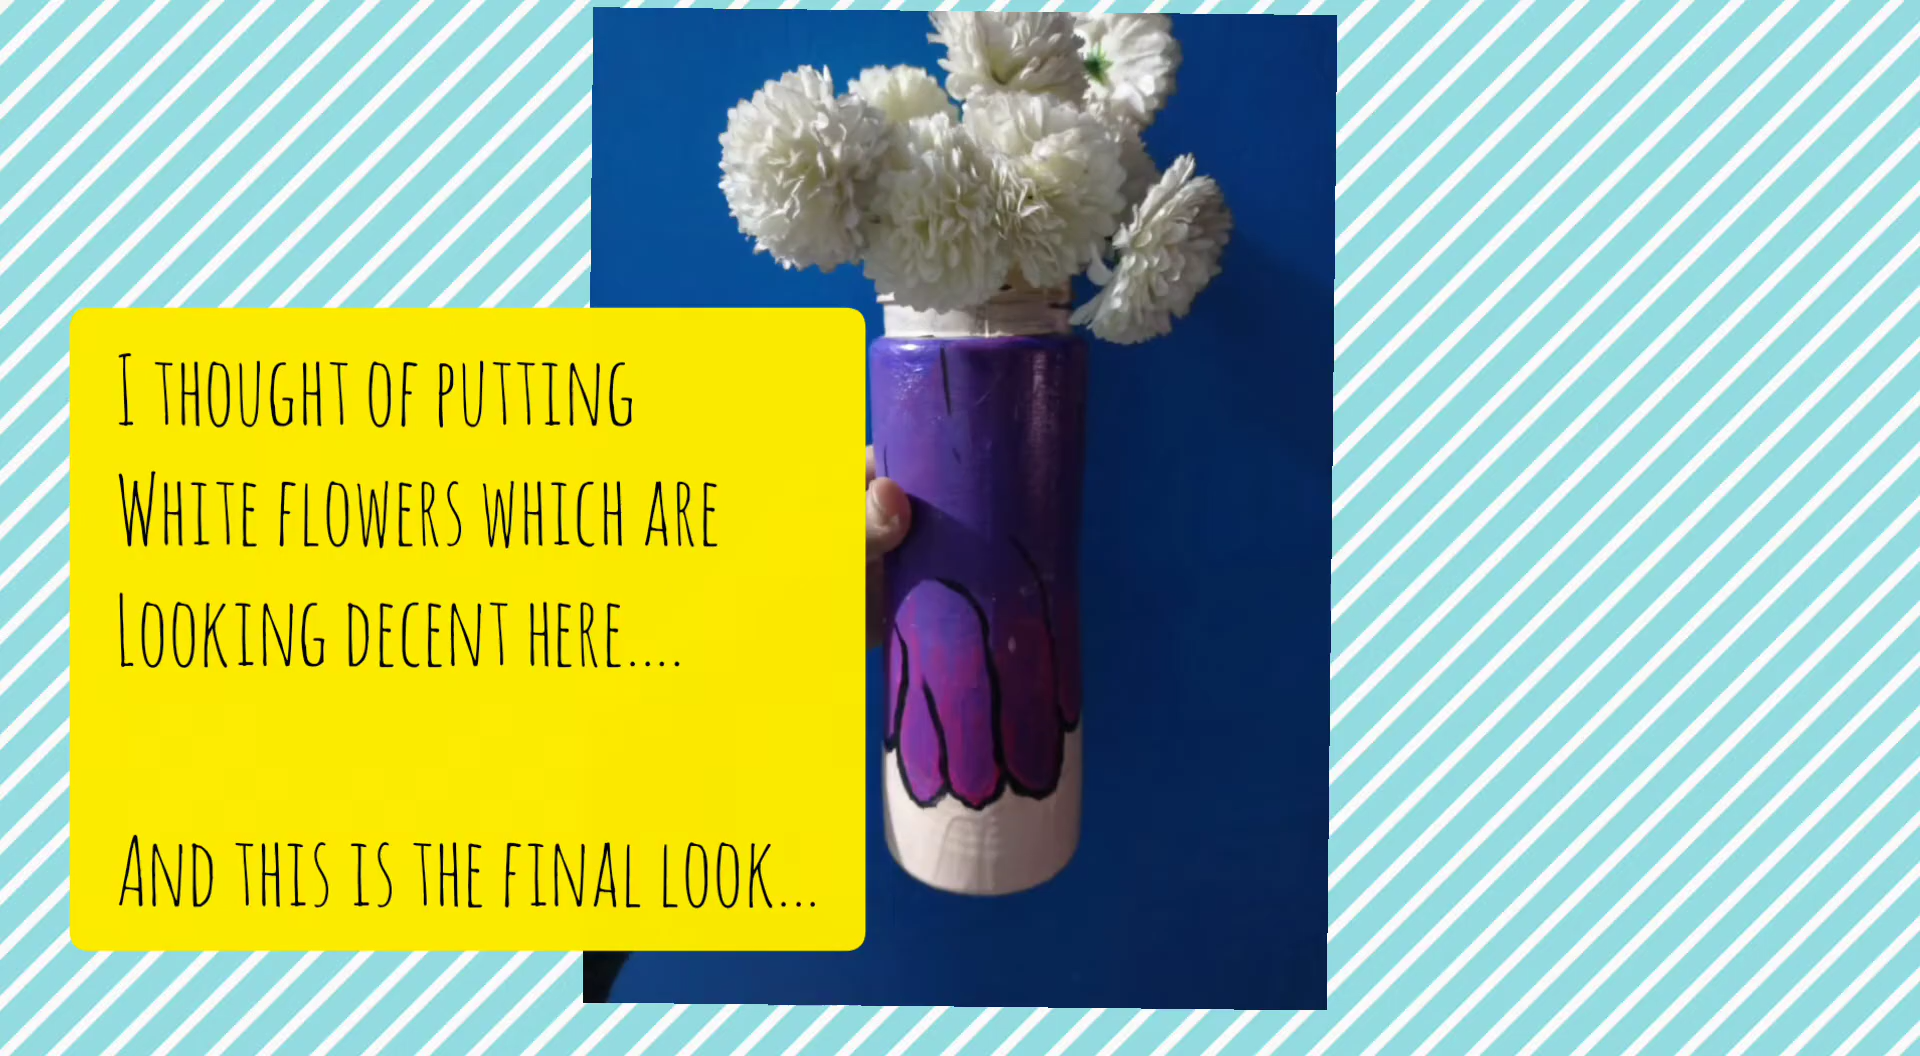 I thought of putting
White flowers which are
Looking decent here....
And this is the final look...